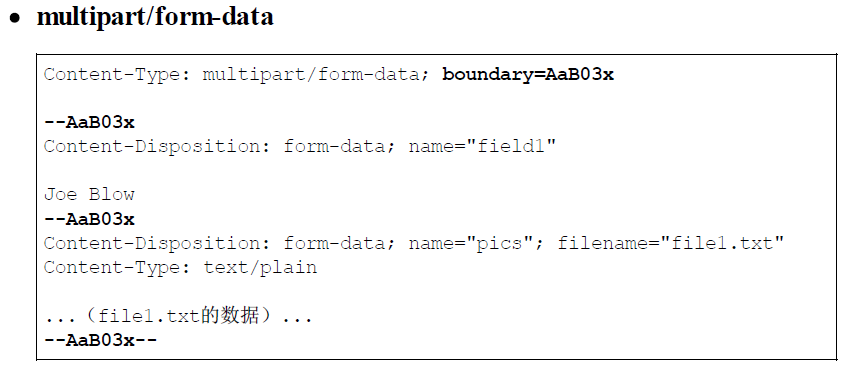 • multipart/form-data
Content-Type: multipart/form-data; boundary=AaB03x
--AaB03x
Content-Disposition: form-data; name="field1"
Joe Blow
--AaB03x
Content-Disposition: form-data; name="pics"; filename="file1.txt"
Content-Type: text/plain
...（file1.txt的数据）...
--AaB03x--